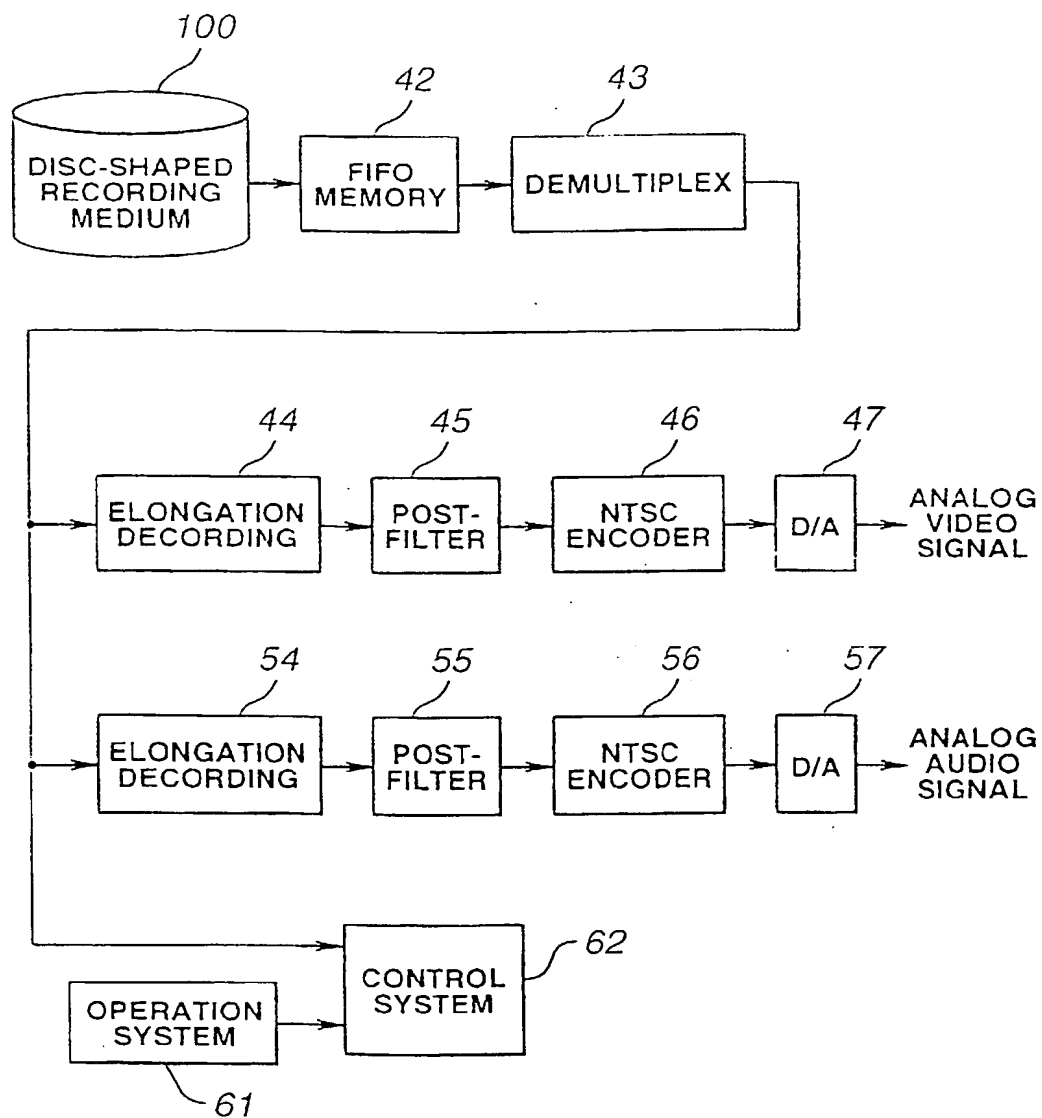 100
42
43
DISC-SHAPED
RECORDING
MEDIUM
FIFO
MEMORY
DEMULTIPLEX
44
45
46
47
ELONGATION
DECORDING
POST-
FILTER
NTSC
ENCODER
D/A
ANALOG
VIDEO
SIGNAL
54
55
56
57
ELONGATION
DECORDING
POST-
FILTER
NTSC
ENCODER
D/A
ANALOG
AUDIO
SIGNAL
62
CONTROL
SYSTEM
OPERATION
SYSTEM
61